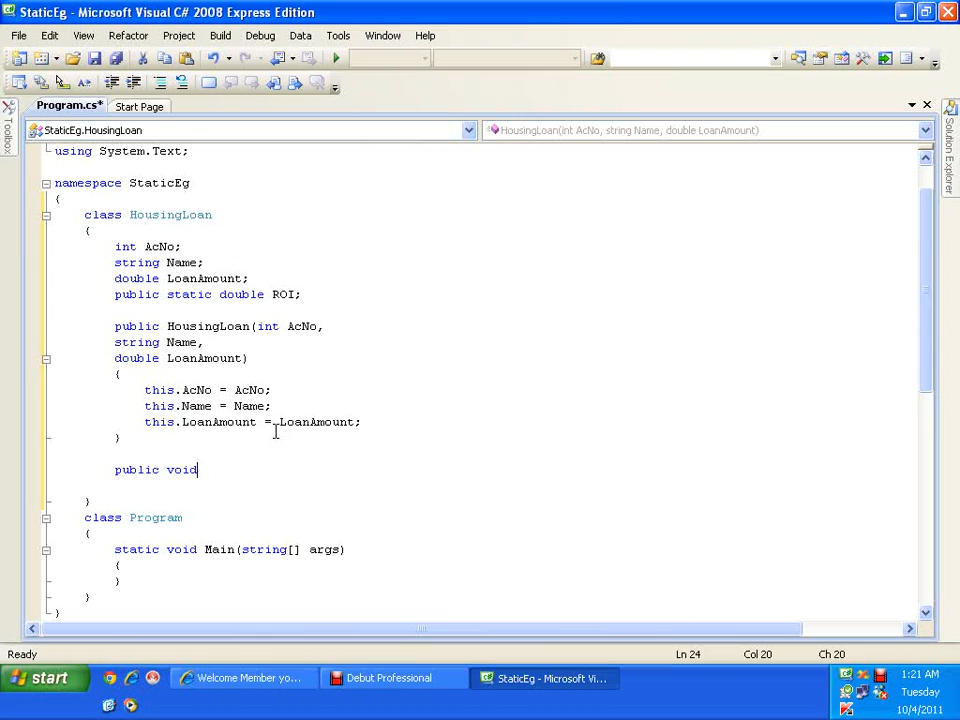 StaticEg - Microsoft Visual C# 2008 Express Edition
File Edit View Refactor Project Build Debug Data Tools Window Help
Program.cs* Start Page
Toolbox
Solution Explorer
StaticEg.HousingLoan HousingLoan(int AcNo, string Name, double LoanAmount)
using System.Text;
namespace StaticEg
{
class HousingLoan
{
int AcNo;
string Name;
double LoanAmount;
public static double ROI;
public HousingLoan(int AcNo,
string Name,
double LoanAmount)
{
this.AcNo = AcNo;
this.Name = Name;
this.LoanAmount = LoanAmount;
}
public void
}
class Program
{
static void Main(string[] args)
{
}
}
}
Ready Ln 24 Col 20 Ch 20
start Welcome Member yo... Debut Professional StaticEg - Microsoft Vi... 1:21 AM
Tuesday
10/4/2011